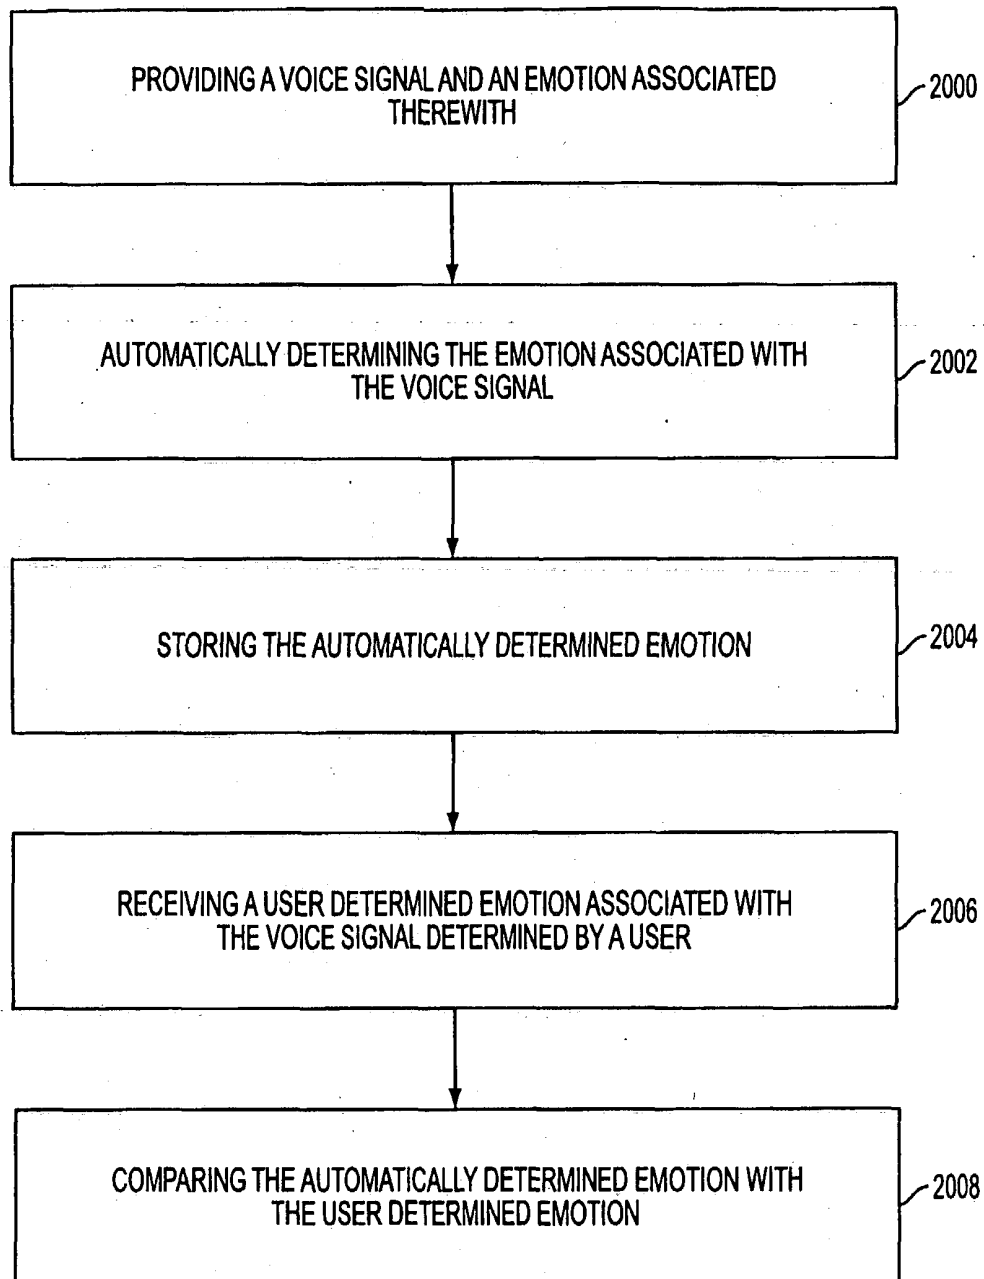 PROVIDING A VOICE SIGNAL AND AN EMOTION ASSOCIATED
THEREWITH
2000
AUTOMATICALLY DETERMINING THE EMOTION ASSOCIATED WITH
THE VOICE SIGNAL
2002
STORING THE AUTOMATICALLY DETERMINED EMOTION
2004
RECEIVING A USER DETERMINED EMOTION ASSOCIATED WITH
THE VOICE SIGNAL DETERMINED BY A USER
2006
COMPARING THE AUTOMATICALLY DETERMINED EMOTION WITH
THE USER DETERMINED EMOTION
2008